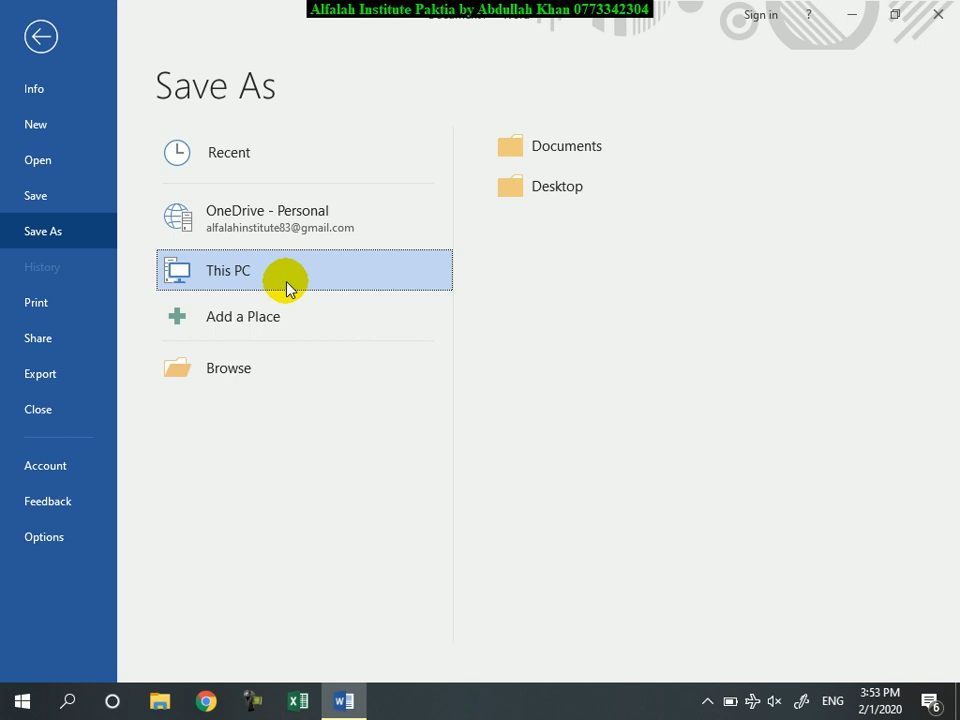 Alfalah Institute Paktia by Abdullah Khan 0773342304
Sign in
?
Info
New
Open
Save
Save As
History
Print
Share
Export
Close
Account
Feedback
Options
Save As
Recent
OneDrive - Personal
alfalahinstitute83@gmail.com
This PC
Add a Place
Browse
Documents
Desktop
ENG
3:53 PM
2/1/2020
6